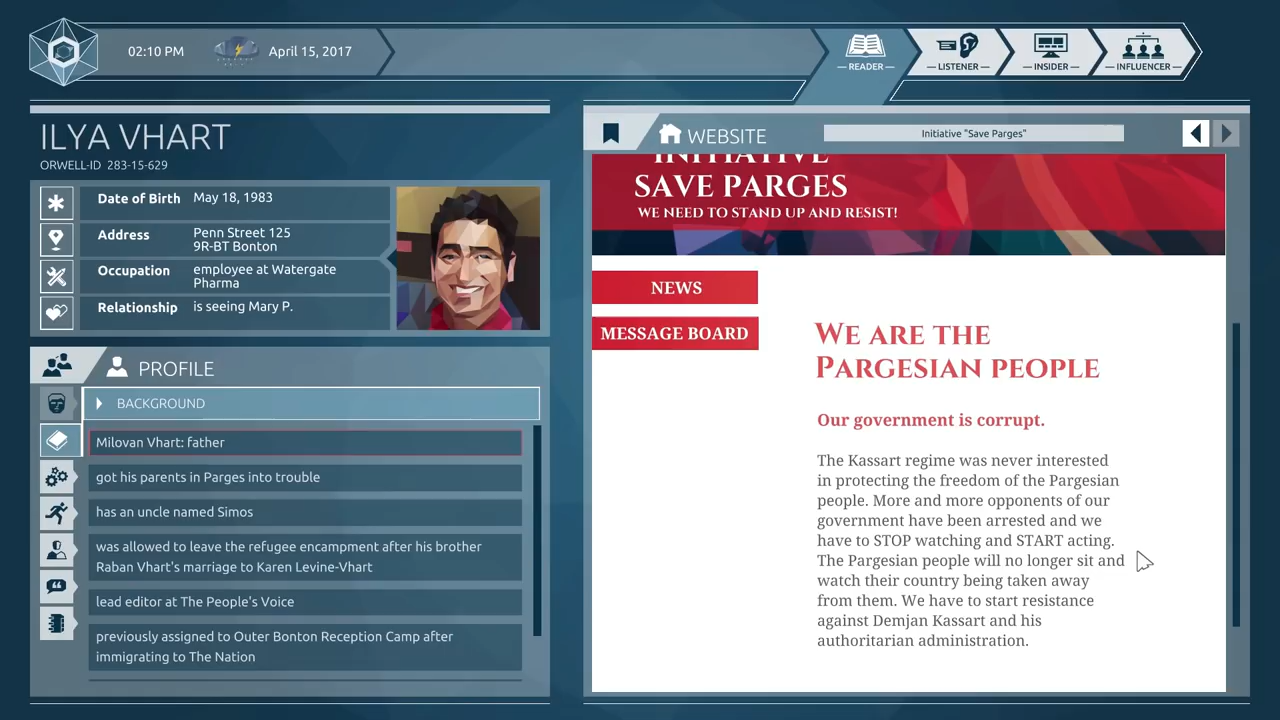 02:10 PM
April 15, 2017
— READER —
— LISTENER —
— INSIDER —
— INFLUENCER —
ILYA VHART
ORWELL-ID 283-15-629
Date of Birth May 18, 1983
Address Penn Street 125
9R-BT Bonton
Occupation employee at Watergate
Pharma
Relationship is seeing Mary P.
PROFILE
BACKGROUND
Milovan Vhart: father
got his parents in Parges into trouble
has an uncle named Simos
was allowed to leave the refugee encampment after his brother
Raban Vhart's marriage to Karen Levine-Vhart
lead editor at The People's Voice
previously assigned to Outer Bonton Reception Camp after
immigrating to The Nation
WEBSITE
Initiative "Save Parges"
INITIATIVE
SAVE PARGES
WE NEED TO STAND UP AND RESIST!
NEWS
MESSAGE BOARD
WE ARE THE
PARGESIAN PEOPLE
Our government is corrupt.
The Kassart regime was never interested
in protecting the freedom of the Pargesian
people. More and more opponents of our
government have been arrested and we
have to STOP watching and START acting.
The Pargesian people will no longer sit and
watch their country being taken away
from them. We have to start resistance
against Demjan Kassart and his
authoritarian administration.